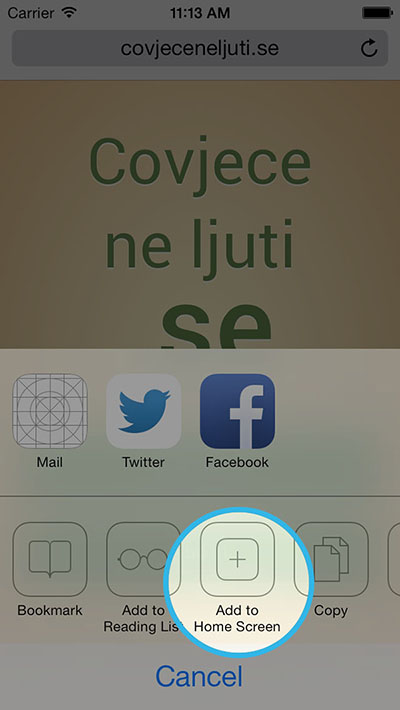 Carrier 11:13 AM
covjeceneljuti.se
Covjece
ne ljuti
se
Mail Twitter Facebook
Bookmark Add to Add to Copy
Reading List Home Screen
Cancel